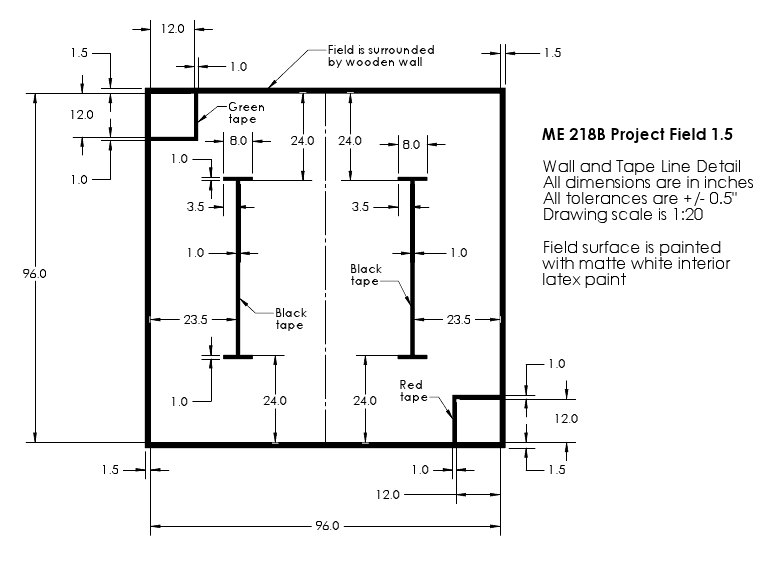 12.0
1.5
1.0
Field is surrounded
by wooden wall
1.5
12.0
Green
tape
8.0
24.0
24.0
8.0
1.0
1.0
3.5
3.5
1.0
1.0
96.0
Black
tape
Black
tape
23.5
23.5
1.0
24.0
24.0
Red
tape
1.0
12.0
1.5
1.0
1.5
12.0
96.0
ME 218B Project Field 1.5
Wall and Tape Line Detail
All dimensions are in inches
All tolerances are +/- 0.5"
Drawing scale is 1:20
Field surface is painted
with matte white interior
latex paint